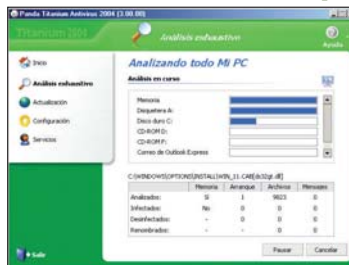 Panda Titanium Antivirus 2004 (3.00.00)
Titanium 2004
Análisis exhaustivo
Ayuda
Inicio
Análisis exhaustivo
Actualización
Configuración
Servicios
Salir
Analizando todo Mi PC
Análisis en curso
Memoria
Disquetera A:
Disco duro C:
CD-ROM D:
CD-ROM F:
Correo de Outlook Express
C:\WINDOWS\OPTIONS\INSTALL\WIN_11.CAB[ds32gt.dll]
Memoria Arranque Archivos Mensajes
Analizados: Sí 1 9823 0
Infectados: No 0 0 0
Desinfectados: - 0 0 0
Renombrados: - - 0 0
Pausar Cancelar